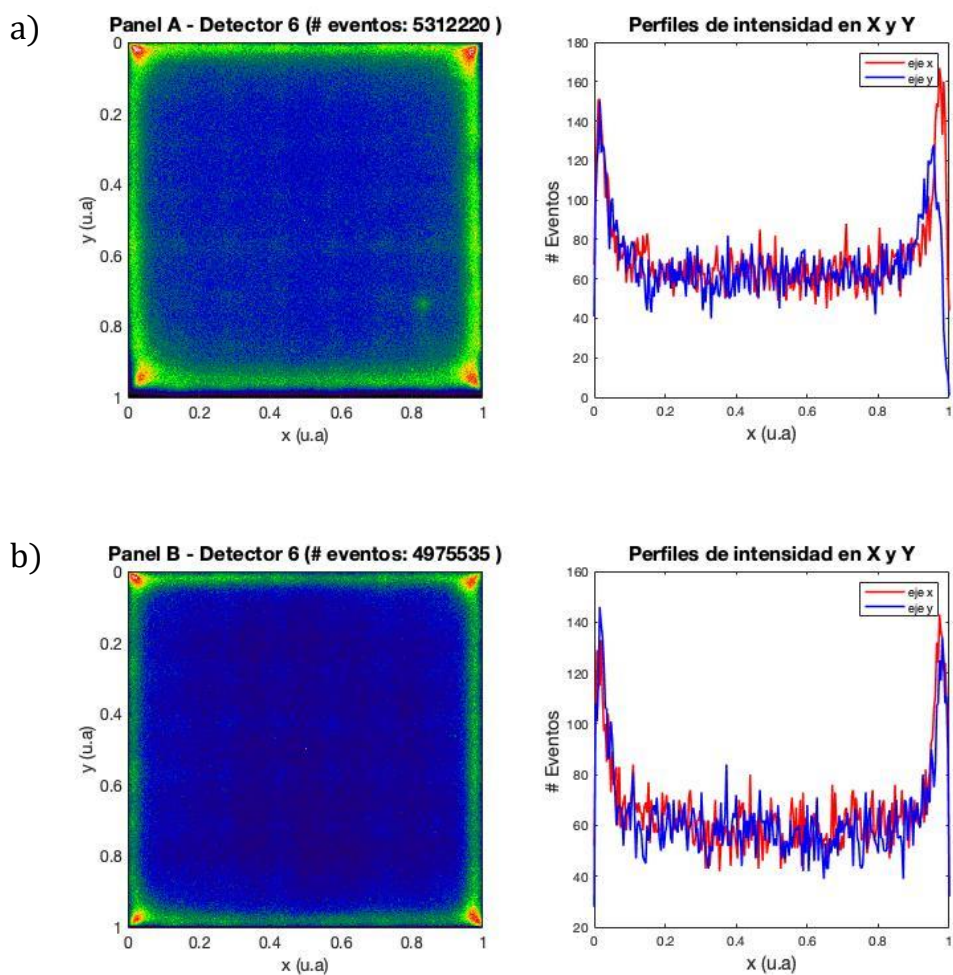 a)
Panel A - Detector 6 (# eventos: 5312220 )
0
0.2
0.4
0.6
0.8
1
y (u.a)
0 0.2 0.4 0.6 0.8 1
x (u.a)
Perfiles de intensidad en X y Y
eje x
eje y
180
160
140
120
100
80
60
40
20
0
# Eventos
0 0.2 0.4 0.6 0.8 1
x (u.a)
b)
Panel B - Detector 6 (# eventos: 4975535 )
0
0.2
0.4
0.6
0.8
1
y (u.a)
0 0.2 0.4 0.6 0.8 1
x (u.a)
Perfiles de intensidad en X y Y
eje x
eje y
160
140
120
100
80
60
40
20
# Eventos
0 0.2 0.4 0.6 0.8 1
x (u.a)